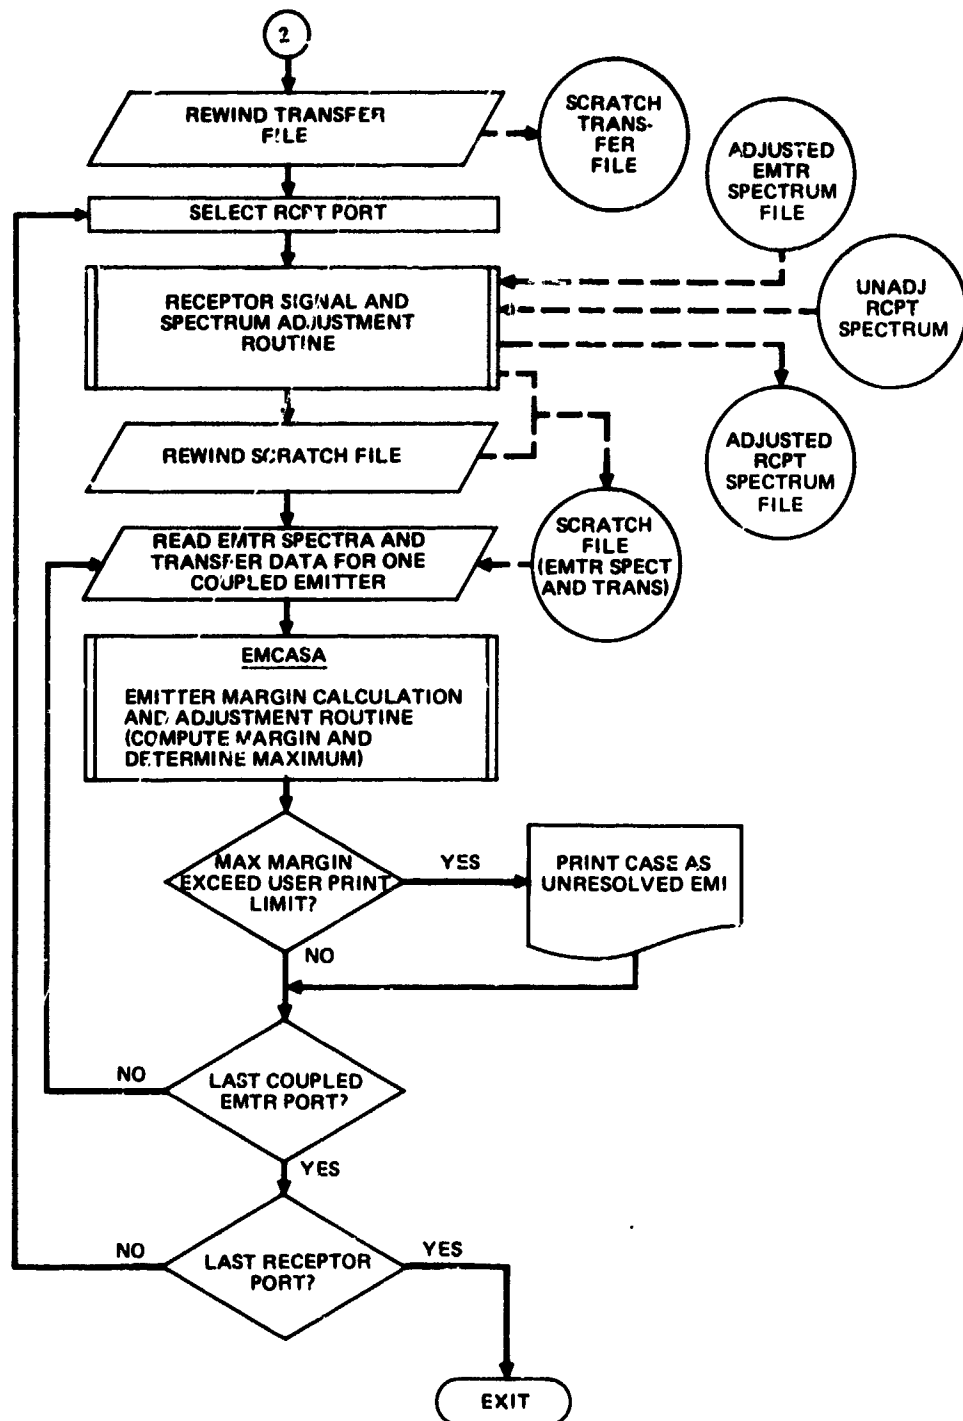 2
REWIND TRANSFER
FILE
SCRATCH
TRANS-
FER
FILE
ADJUSTED
EMTR
SPECTRUM
FILE
SELECT RCPT PORT
RECEPTOR SIGNAL AND
SPECTRUM ADJUSTMENT
ROUTINE
UNADJ
RCPT
SPECTRUM
REWIND SCRATCH FILE
ADJUSTED
RCPT
SPECTRUM
FILE
READ EMTR SPECTRA AND
TRANSFER DATA FOR ONE
COUPLED EMITTER
SCRATCH
FILE
(EMTR SPECT
AND TRANS)
EMCASA
EMITTER MARGIN CALCULATION
AND ADJUSTMENT ROUTINE
(COMPUTE MARGIN AND
DETERMINE MAXIMUM)
MAX MARGIN
EXCEED USER PRINT
LIMIT?
YES
PRINT CASE AS
UNRESOLVED EMI
NO
NO
LAST COUPLED
EMTR PORT?
YES
NO
LAST RECEPTOR
PORT?
YES
EXIT